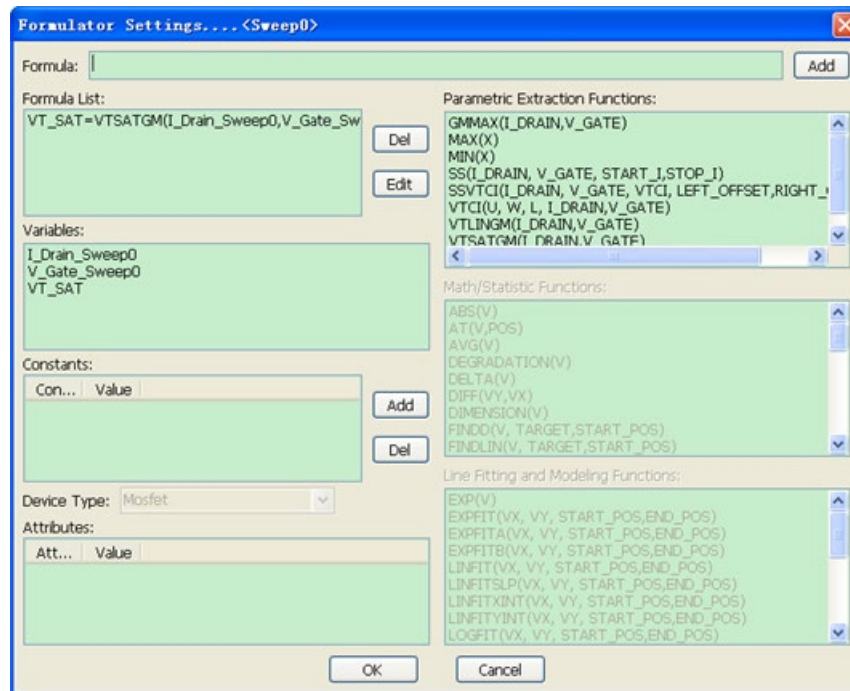 Formulator Settings....<Sweep0>
Formula:
Add
Formula List:
VT_SAT=VTSATGM(I_Drain_Sweep0,V_Gate_Sw
Del
Edit
Variables:
I_Drain_Sweep0
V_Gate_Sweep0
VT_SAT
Constants:
Con... Value
Add
Del
Device Type: Mosfet
Attributes:
Att... Value
Parametric Extraction Functions:
GMMAX(I_DRAIN,V_GATE)
MAX(X)
MIN(X)
SS(I_DRAIN, V_GATE, START_I,STOP_I)
SSVTCI(I_DRAIN, V_GATE, VTCI, LEFT_OFFSET,RIGHT_
VTCI(U, W, L, I_DRAIN,V_GATE)
VTLINGM(I_DRAIN,V_GATE)
VTSATGM(I_DRAIN,V_GATE)
Math/Statistic Functions:
ABS(V)
AT(V,POS)
AVG(V)
DEGRADATION(V)
DELTA(V)
DIFF(VY,VX)
DIMENSION(V)
FINDD(V, TARGET,START_POS)
FINDLIN(V, TARGET,START_POS)
Line Fitting and Modeling Functions:
EXP(V)
EXPFIT(VX, VY, START_POS,END_POS)
EXPFITA(VX, VY, START_POS,END_POS)
EXPFITB(VX, VY, START_POS,END_POS)
LINFIT(VX, VY, START_POS,END_POS)
LINFITSLP(VX, VY, START_POS,END_POS)
LINFITXINT(VX, VY, START_POS,END_POS)
LINFITYINT(VX, VY, START_POS,END_POS)
LOGFIT(VX, VY, START_POS,END_POS)
OK
Cancel